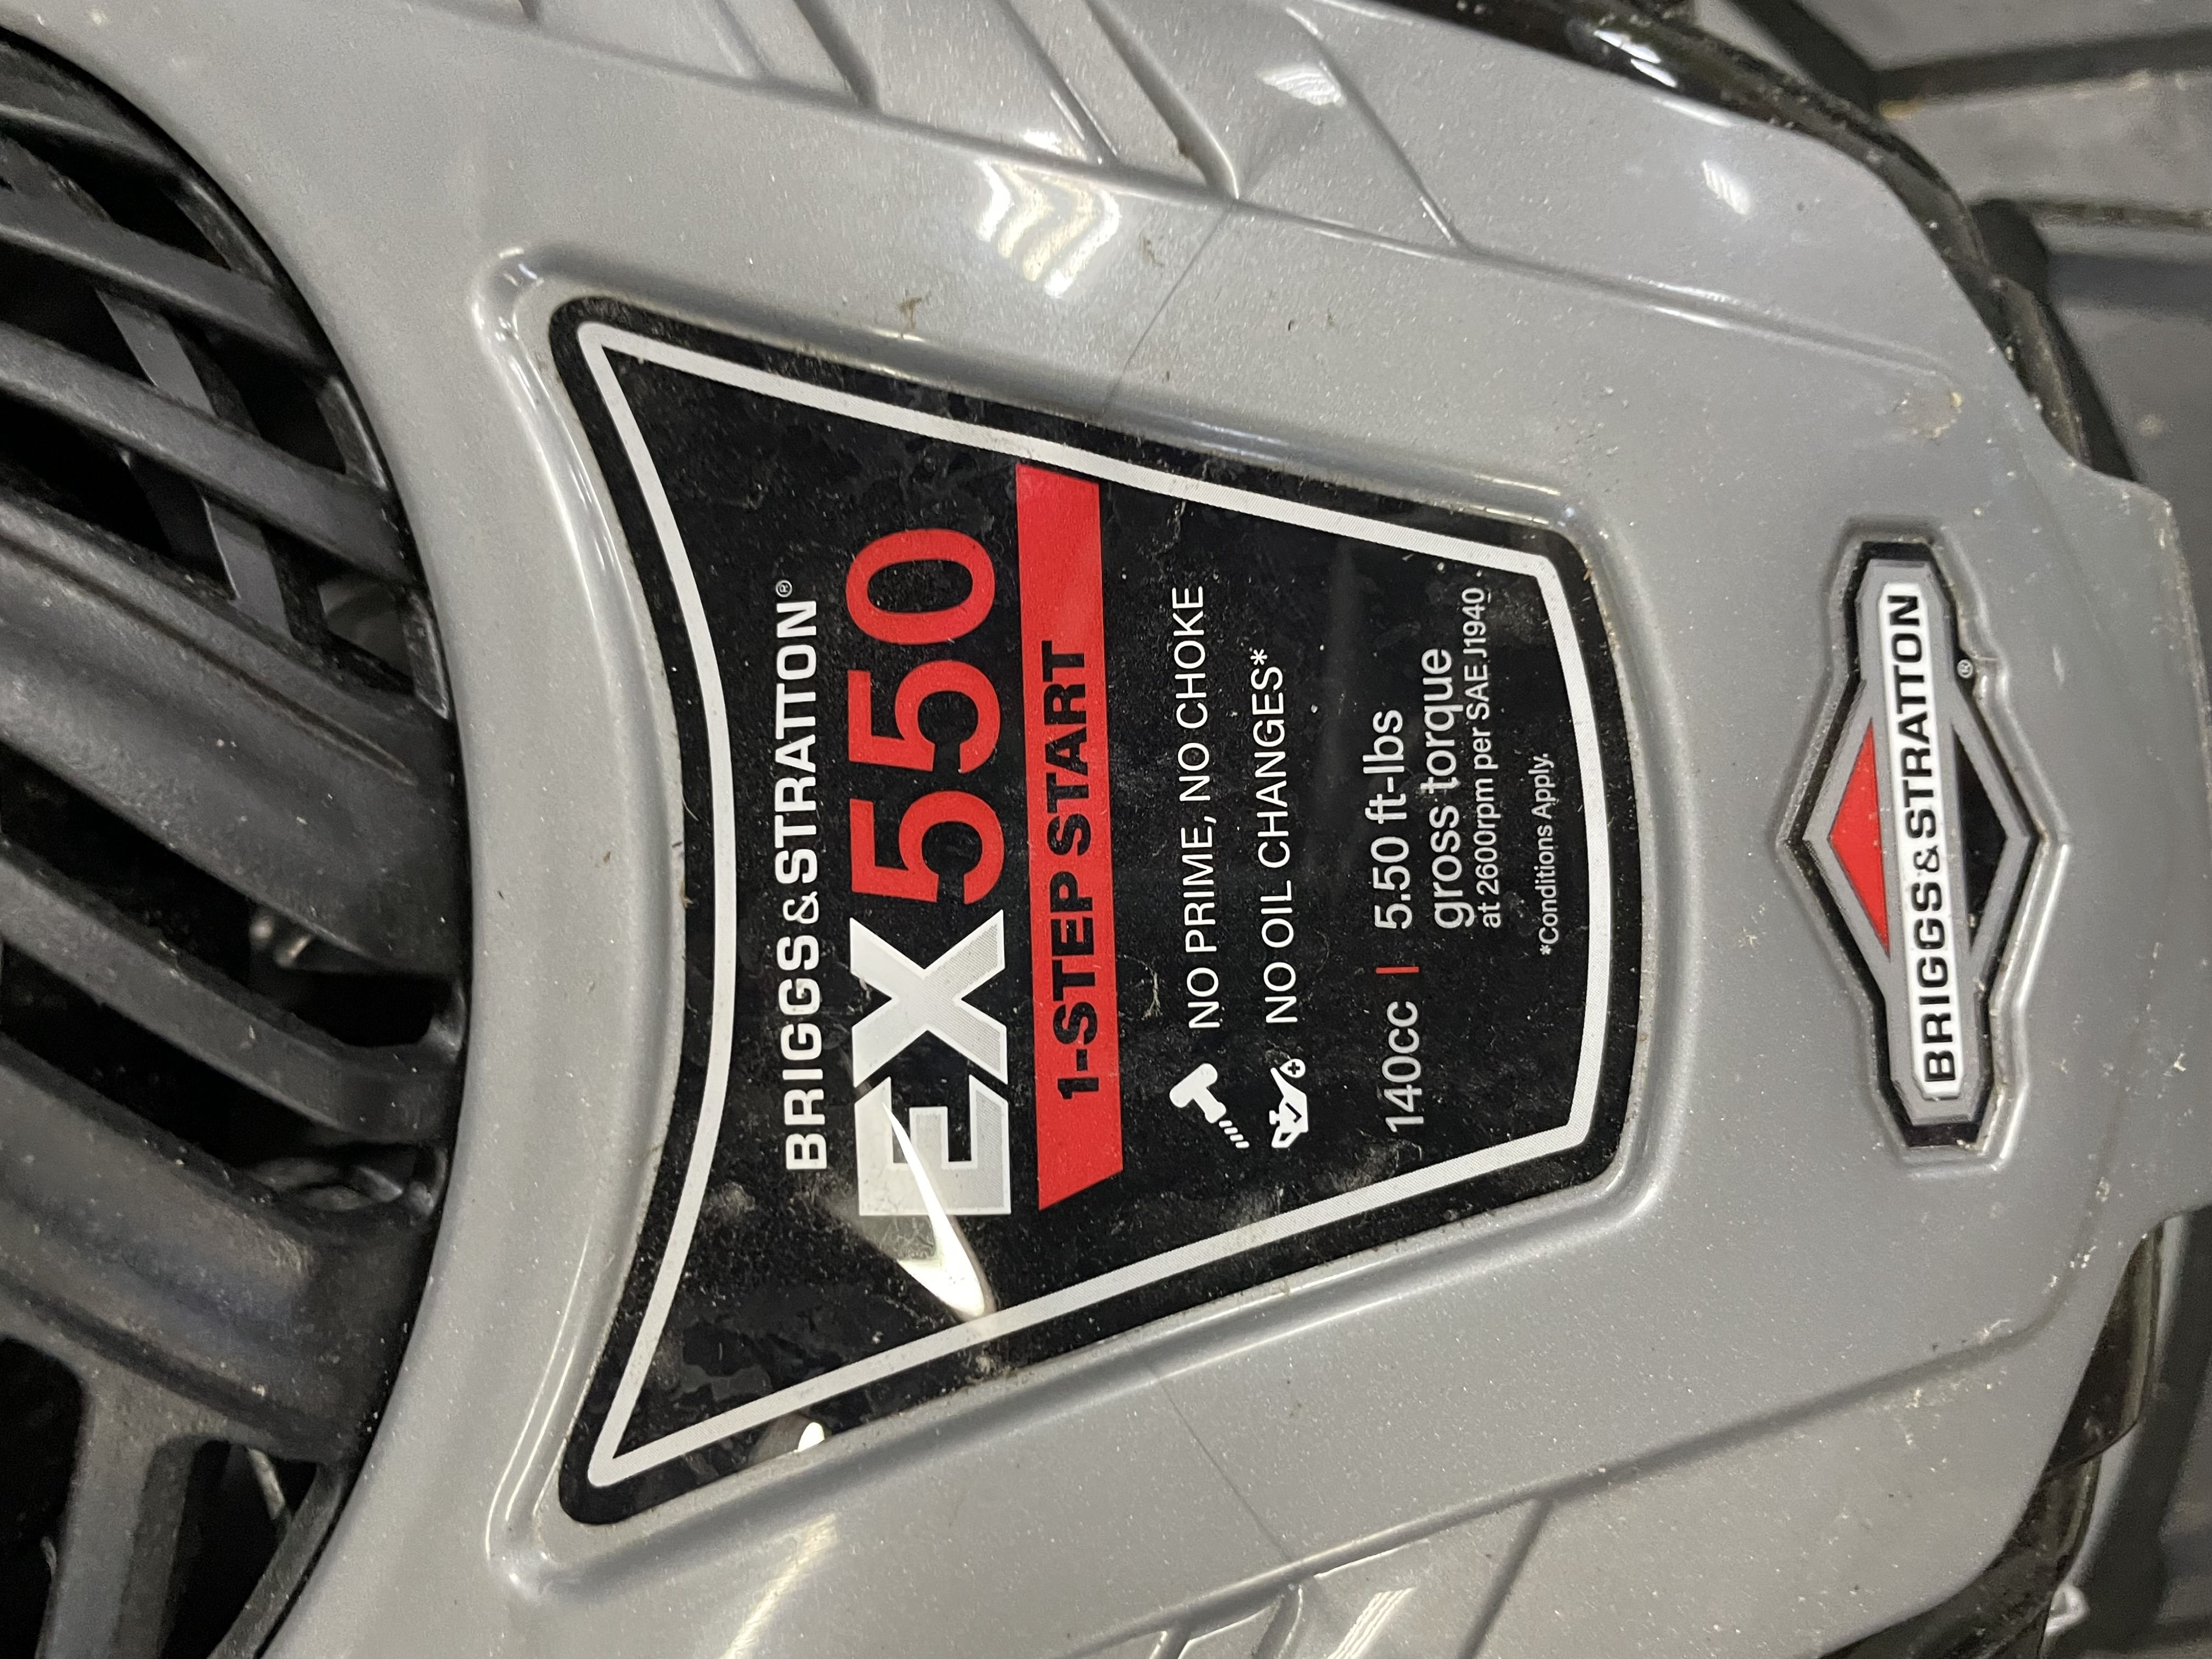 BRIGGS&STRATTON®
EX550
1-STEP START
NO PRIME, NO CHOKE
NO OIL CHANGES*
140cc | 5.50 ft-lbs
gross torque
at 2600rpm per SAE J1940
*Conditions Apply.
BRIGGS&STRATTON
®